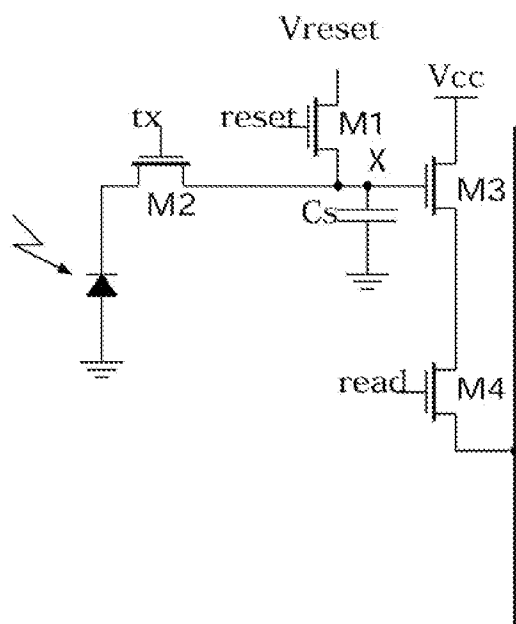 Vreset
Vcc
tx
reset
M1
X
M2
Cs
M3
read
M4